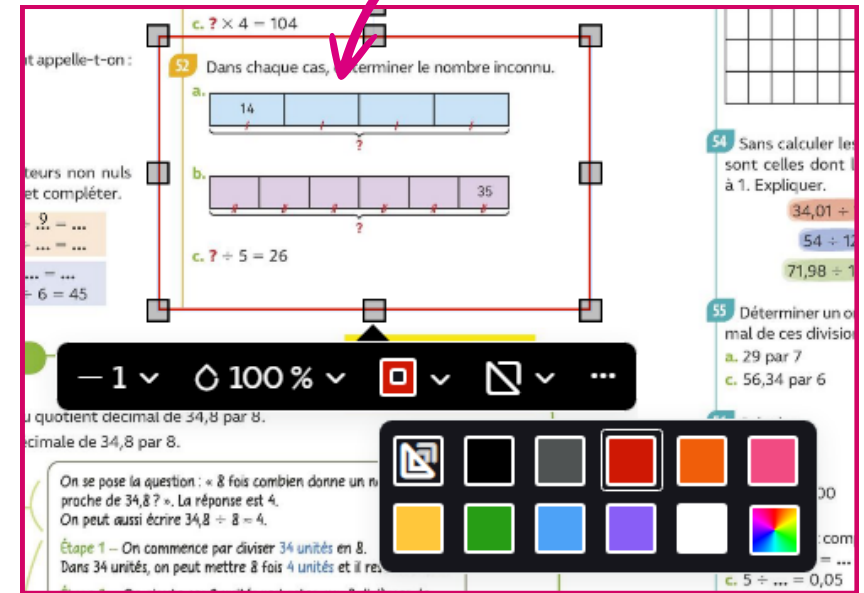 c. ? × 4 = 104
t appelle-t-on :
52 Dans chaque cas, déterminer le nombre inconnu.
a.
14
?
teurs non nuls
et compléter.
9 = ...
... = ...
... = ...
÷ 6 = 45
b.
35
?
c. ? ÷ 5 = 26
54 Sans calculer les
sont celles dont l
à 1. Expliquer.
34,01 ÷
54 ÷ 12
71,98 ÷ 1
55 Déterminer un o
mal de ces divisio
a. 29 par 7
c. 56,34 par 6
— 1
100 %
...
u quotient décimal de 34,8 par 8.
écimale de 34,8 par 8.
On se pose la question : « 8 fois combien donne un n
proche de 34,8 ? ». La réponse est 4.
On peut aussi écrire 34,8 ÷ 8 ≈ 4.
Étape 1 – On commence par diviser 34 unités en 8.
Dans 34 unités, on peut mettre 8 fois 4 unités et il re
00
com
= ...
c. 5 ÷ ... = 0,05